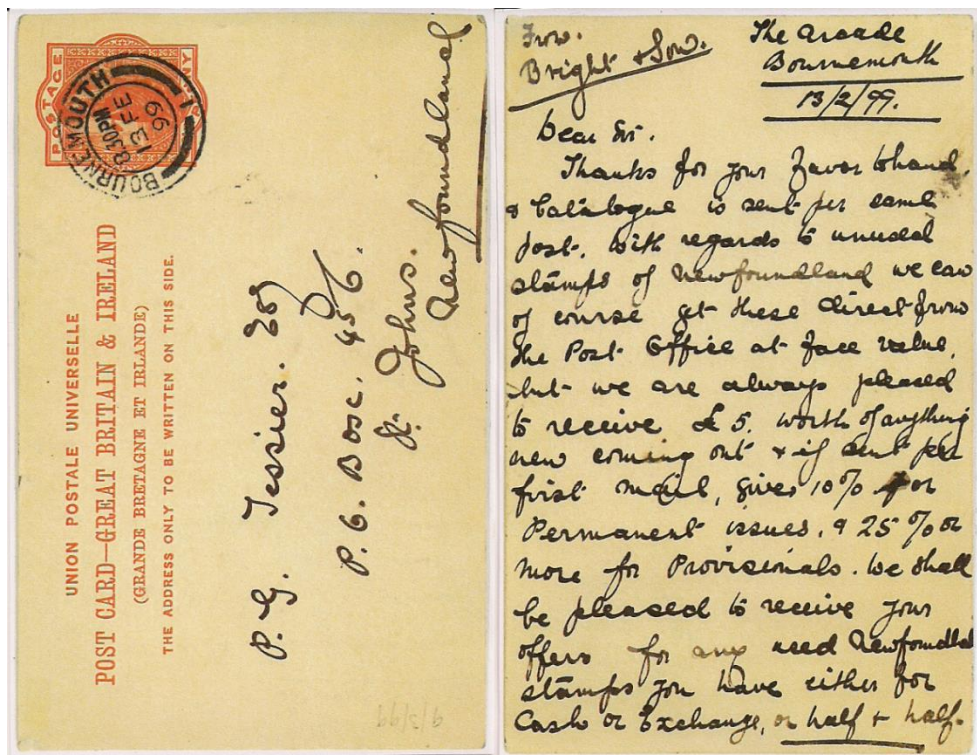 POSTAGE
BOURNEMOUTH
1
8.30PM
13 FE
99
UNION POSTALE UNIVERSELLE
POST CARD—GREAT BRITAIN & IRELAND
(GRANDE BRETAGNE ET IRLANDE)
THE ADDRESS ONLY TO BE WRITTEN ON THIS SIDE.
P. G. Tessier. Esq
P.O. Box. 456.
St. Johns.
Newfoundland
9/3/99
From.
Bright & Son.
The Arcade
Bournemouth
13/2/99.
Dear Sir.
Thanks for your favor to hand,
& Catalogue is sent per same
post. With regards to unused
stamps of Newfoundland we can
of course get these direct from
the Post Office at face value,
but we are always pleased
to receive £5. worth of anything
new coming out & if sent per
first mail, gives 10% for
Permanent issues, & 25% or
more for Provisionals. We shall
be pleased to receive your
offers for any used Newfoundld
stamps you have either for
Cash or Exchange, or half & half.